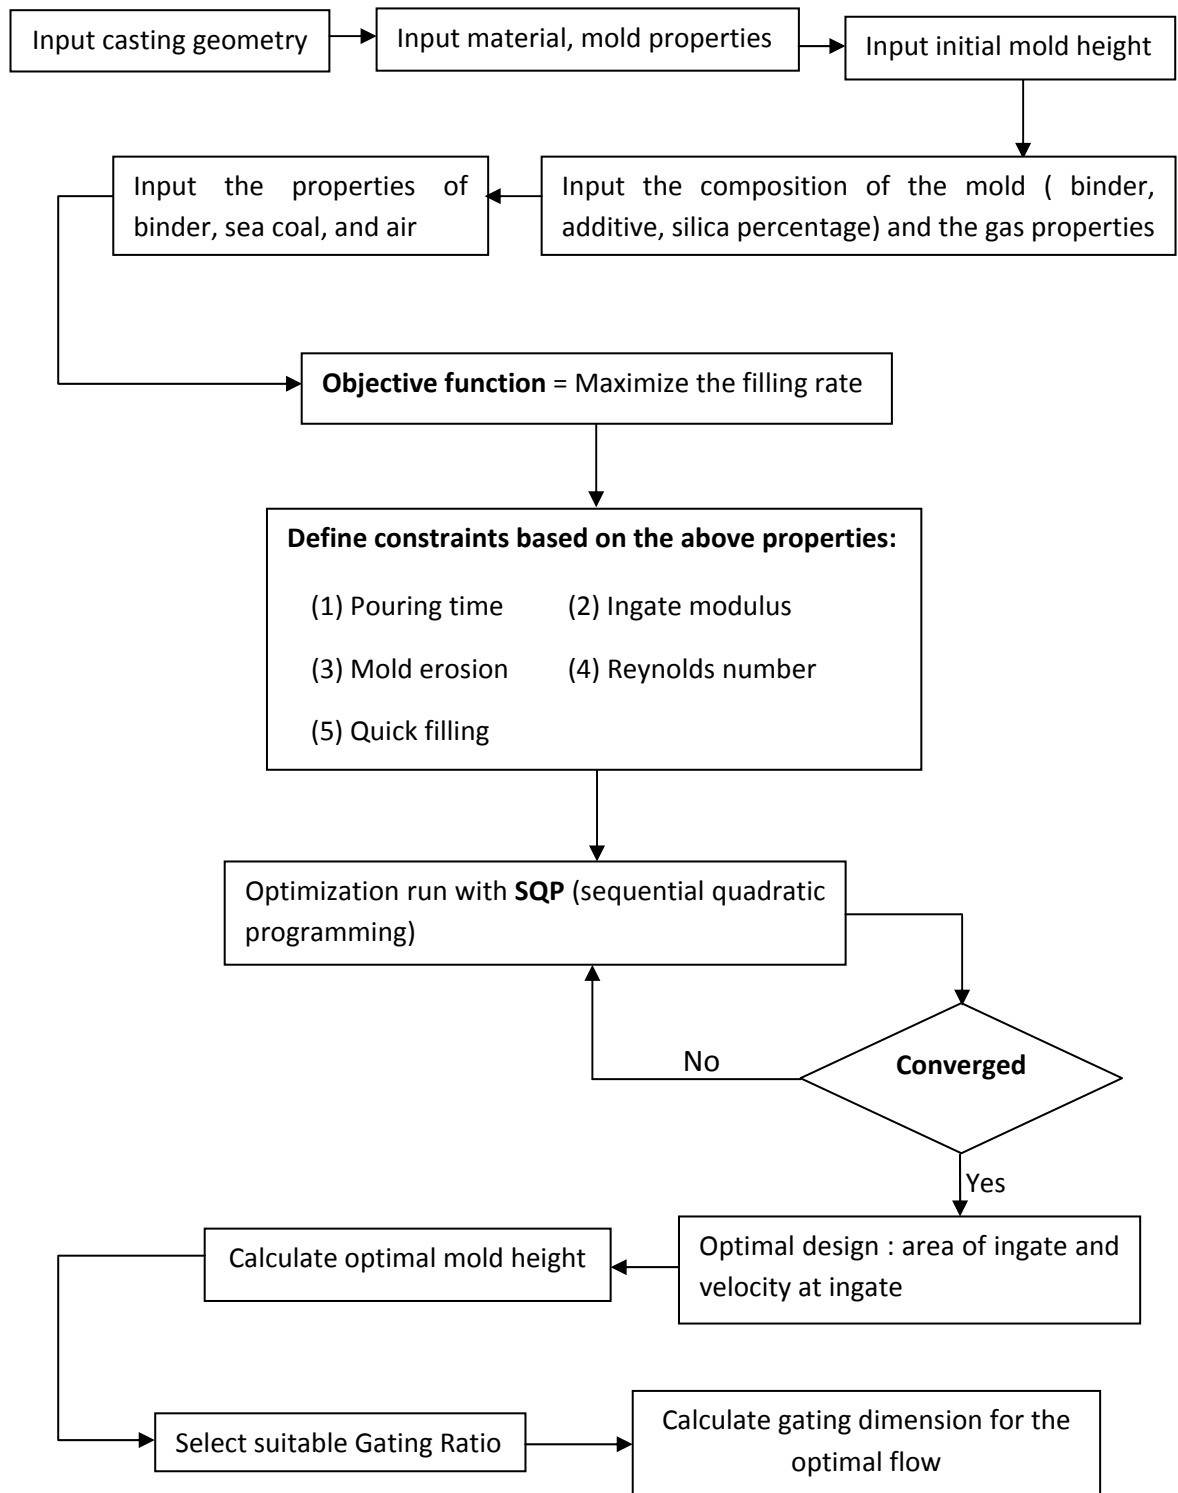 Input casting geometry
Input material, mold properties
Input initial mold height
Input the properties of
binder, sea coal, and air
Input the composition of the mold ( binder,
additive, silica percentage) and the gas properties
Objective function = Maximize the filling rate
Define constraints based on the above properties:
(1) Pouring time (2) Ingate modulus
(3) Mold erosion (4) Reynolds number
(5) Quick filling
Optimization run with SQP (sequential quadratic
programming)
Converged
No
Yes
Optimal design : area of ingate and
velocity at ingate
Calculate optimal mold height
Select suitable Gating Ratio
Calculate gating dimension for the
optimal flow